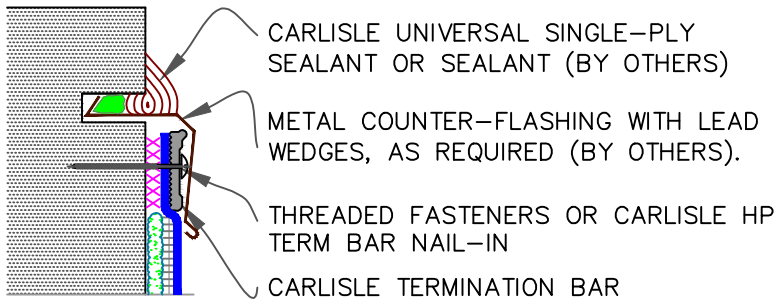 CARLISLE UNIVERSAL SINGLE-PLY
SEALANT OR SEALANT (BY OTHERS)
METAL COUNTER-FLASHING WITH LEAD
WEDGES, AS REQUIRED (BY OTHERS).
THREADED FASTENERS OR CARLISLE HP
TERM BAR NAIL-IN
CARLISLE TERMINATION BAR